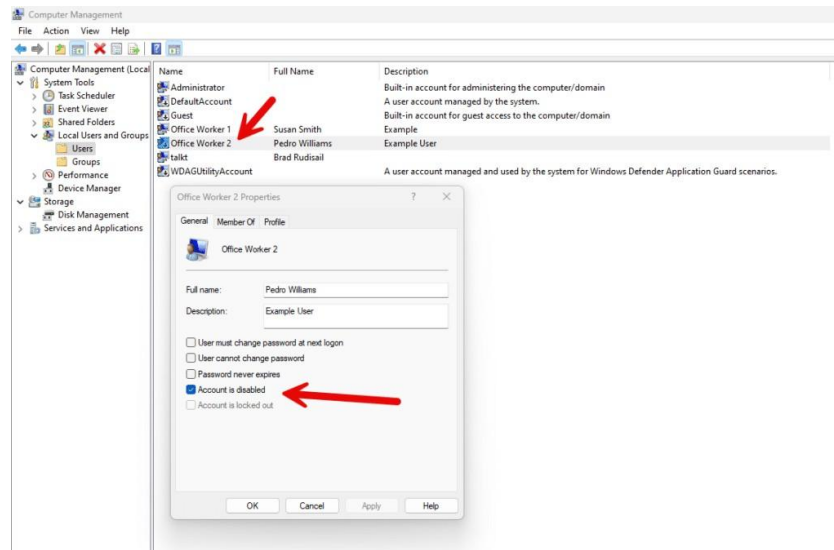 Computer Management
File Action View Help
Computer Management (Local
System Tools
Task Scheduler
Event Viewer
Shared Folders
Local Users and Groups
Users
Groups
Performance
Device Manager
Storage
Disk Management
Services and Applications
Name Full Name Description
Administrator Built-in account for administering the computer/domain
DefaultAccount A user account managed by the system.
Guest Built-in account for guest access to the computer/domain
Office Worker 1 Susan Smith Example
Office Worker 2 Pedro Williams Example User
talkt Brad Rudisail
WDAGUtilityAccount A user account managed and used by the system for Windows Defender Application Guard scenarios.
Office Worker 2 Properties ?
General Member Of Profile
Office Worker 2
Full name: Pedro Williams
Description: Example User
User must change password at next logon
User cannot change password
Password never expires
Account is disabled
Account is locked out
OK Cancel Apply Help